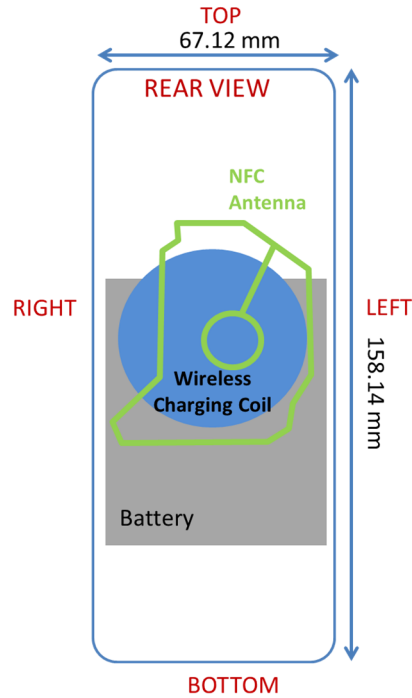 TOP
67.12 mm
REAR VIEW
NFC
Antenna
RIGHT
LEFT
158.14 mm
Wireless
Charging Coil
Battery
BOTTOM